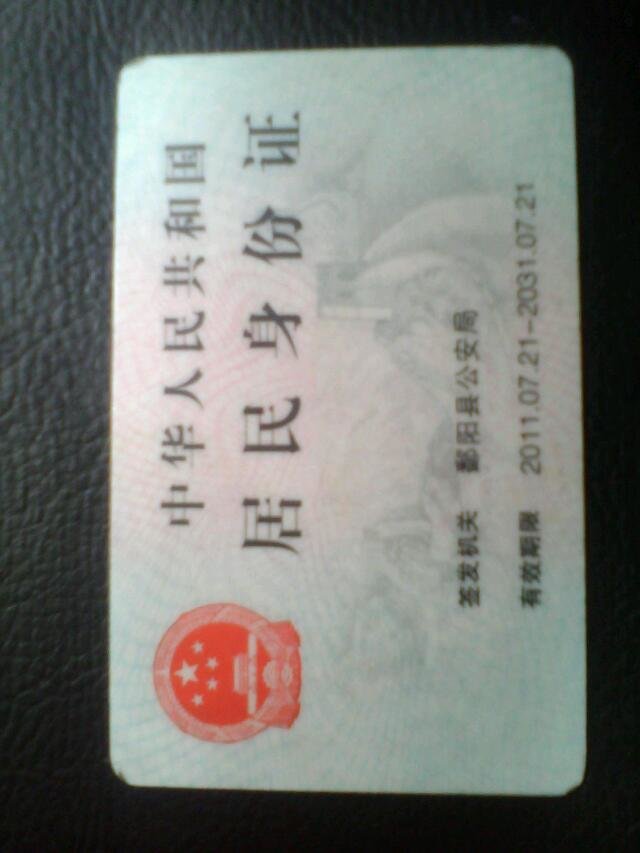 中华人民共和国
居民身份证
签发机关 鄱阳县公安局
有效期限 2011.07.21-2031.07.21